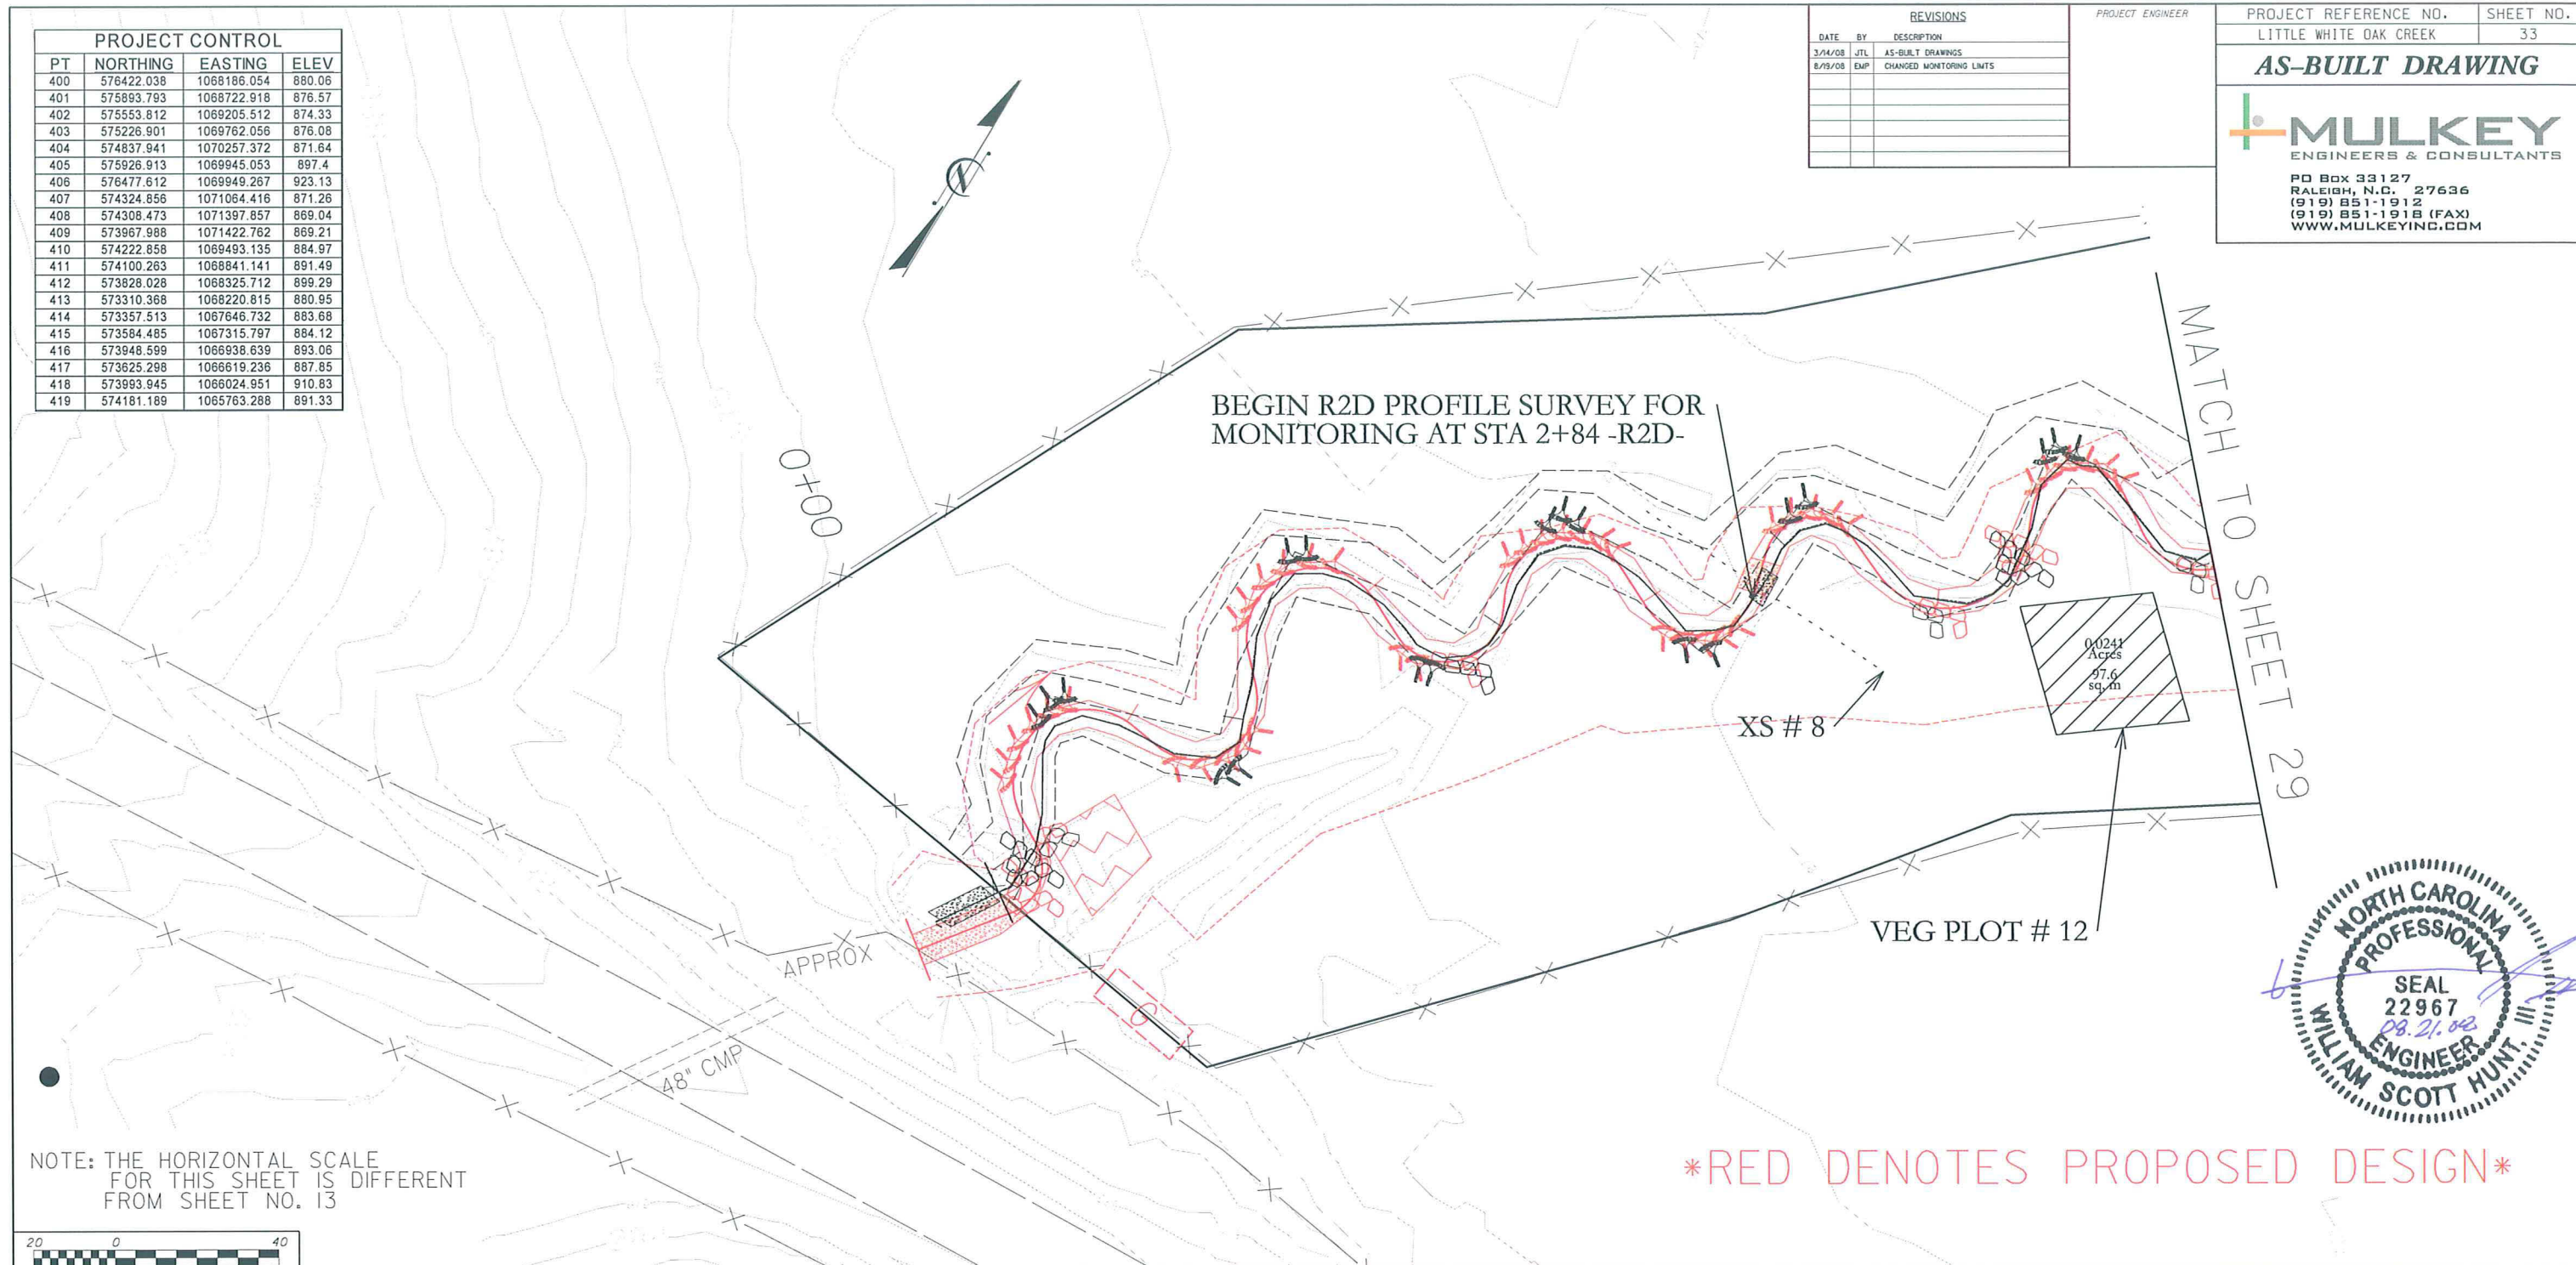 PROJECT CONTROL
PT NORTHING EASTING ELEV
400 576422.038 1068186.054 880.06
401 575893.793 1068722.918 876.57
402 575553.812 1069205.512 874.33
403 575226.901 1069762.056 876.08
404 574837.941 1070257.372 871.64
405 575926.913 1069945.053 897.4
406 576477.612 1069949.267 923.13
407 574324.856 1071064.416 871.26
408 574308.473 1071397.857 869.04
409 573967.988 1071422.762 869.21
410 574222.858 1069493.135 884.97
411 574100.263 1068841.141 891.49
412 573828.028 1068325.712 899.29
413 573310.368 1068220.815 880.95
414 573357.513 1067646.732 883.68
415 573584.485 1067315.797 884.12
416 573948.599 1066938.639 893.06
417 573625.298 1066619.236 887.85
418 573993.945 1066024.951 910.83
419 574181.189 1065763.288 891.33
REVISIONS
DATE BY DESCRIPTION
3/14/08 JTL AS-BUILT DRAWINGS
8/19/08 EMP CHANGED MONITORING LIMTS
PROJECT ENGINEER
PROJECT REFERENCE NO. SHEET NO.
LITTLE WHITE OAK CREEK 33
AS-BUILT DRAWING
MULKEY
ENGINEERS & CONSULTANTS
PO BOX 33127
RALEIGH, N.C. 27636
(919) 851-1912
(919) 851-1918 (FAX)
WWW.MULKEYINC.COM
N
0+00
BEGIN R2D PROFILE SURVEY FOR
MONITORING AT STA 2+84 -R2D-
MATCH TO SHEET 29
0.0241
Acres
97.6
sq. m
XS # 8
VEG PLOT # 12
APPROX
48" CMP
C
NORTH CAROLINA
PROFESSIONAL
SEAL
22967
08.21.08
ENGINEER
WILLIAM SCOTT HUNT, III
NOTE: THE HORIZONTAL SCALE
FOR THIS SHEET IS DIFFERENT
FROM SHEET NO. 13
*RED DENOTES PROPOSED DESIGN*
20 0 40